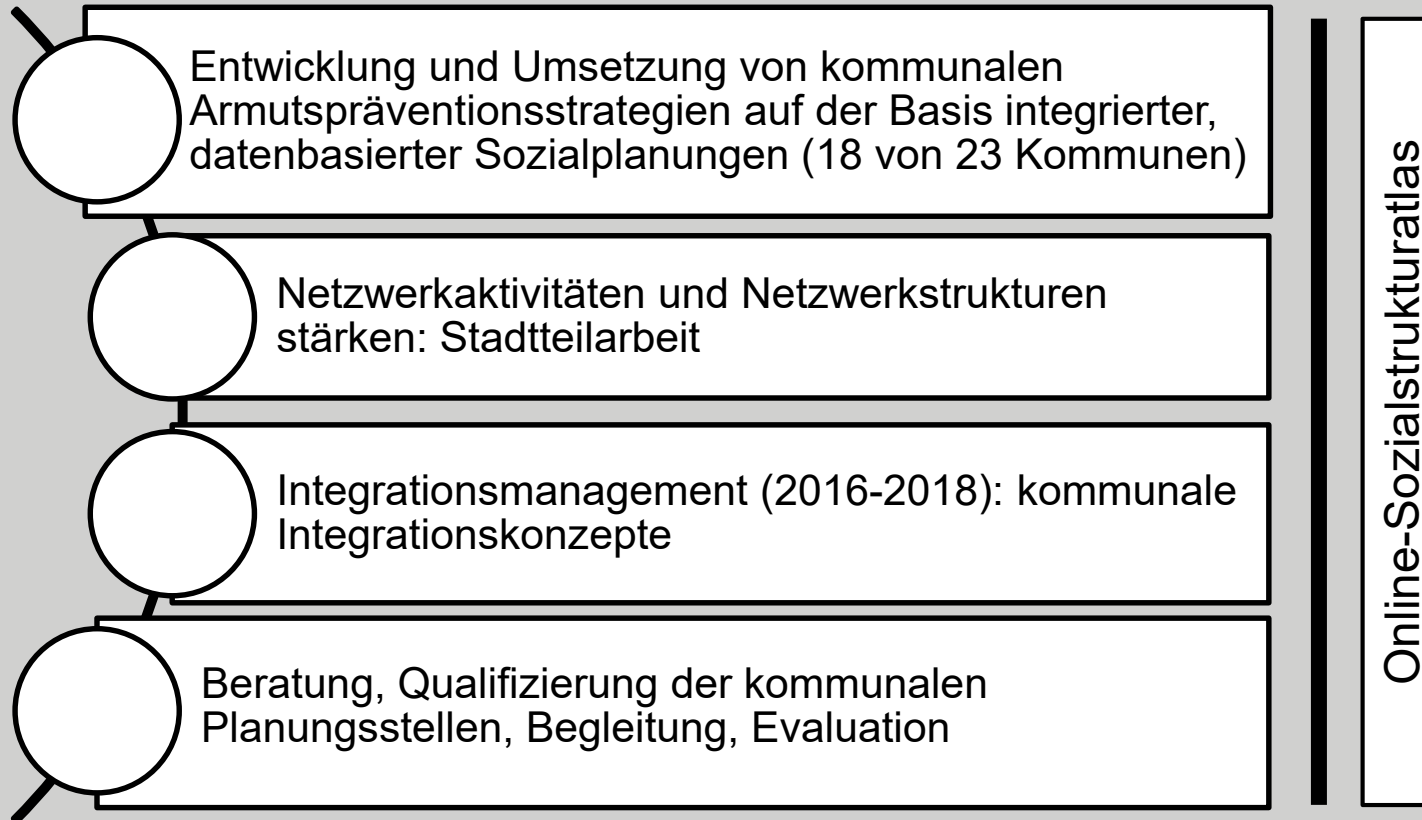 Entwicklung und Umsetzung von kommunalen
Armutspräventionsstrategien auf der Basis integrierter,
datenbasierter Sozialplanungen (18 von 23 Kommunen)
Netzwerkaktivitäten und Netzwerkstrukturen
stärken: Stadtteilarbeit
Integrationsmanagement (2016-2018): kommunale
Integrationskonzepte
Beratung, Qualifizierung der kommunalen
Planungsstellen, Begleitung, Evaluation
Online-Sozialstrukturatlas